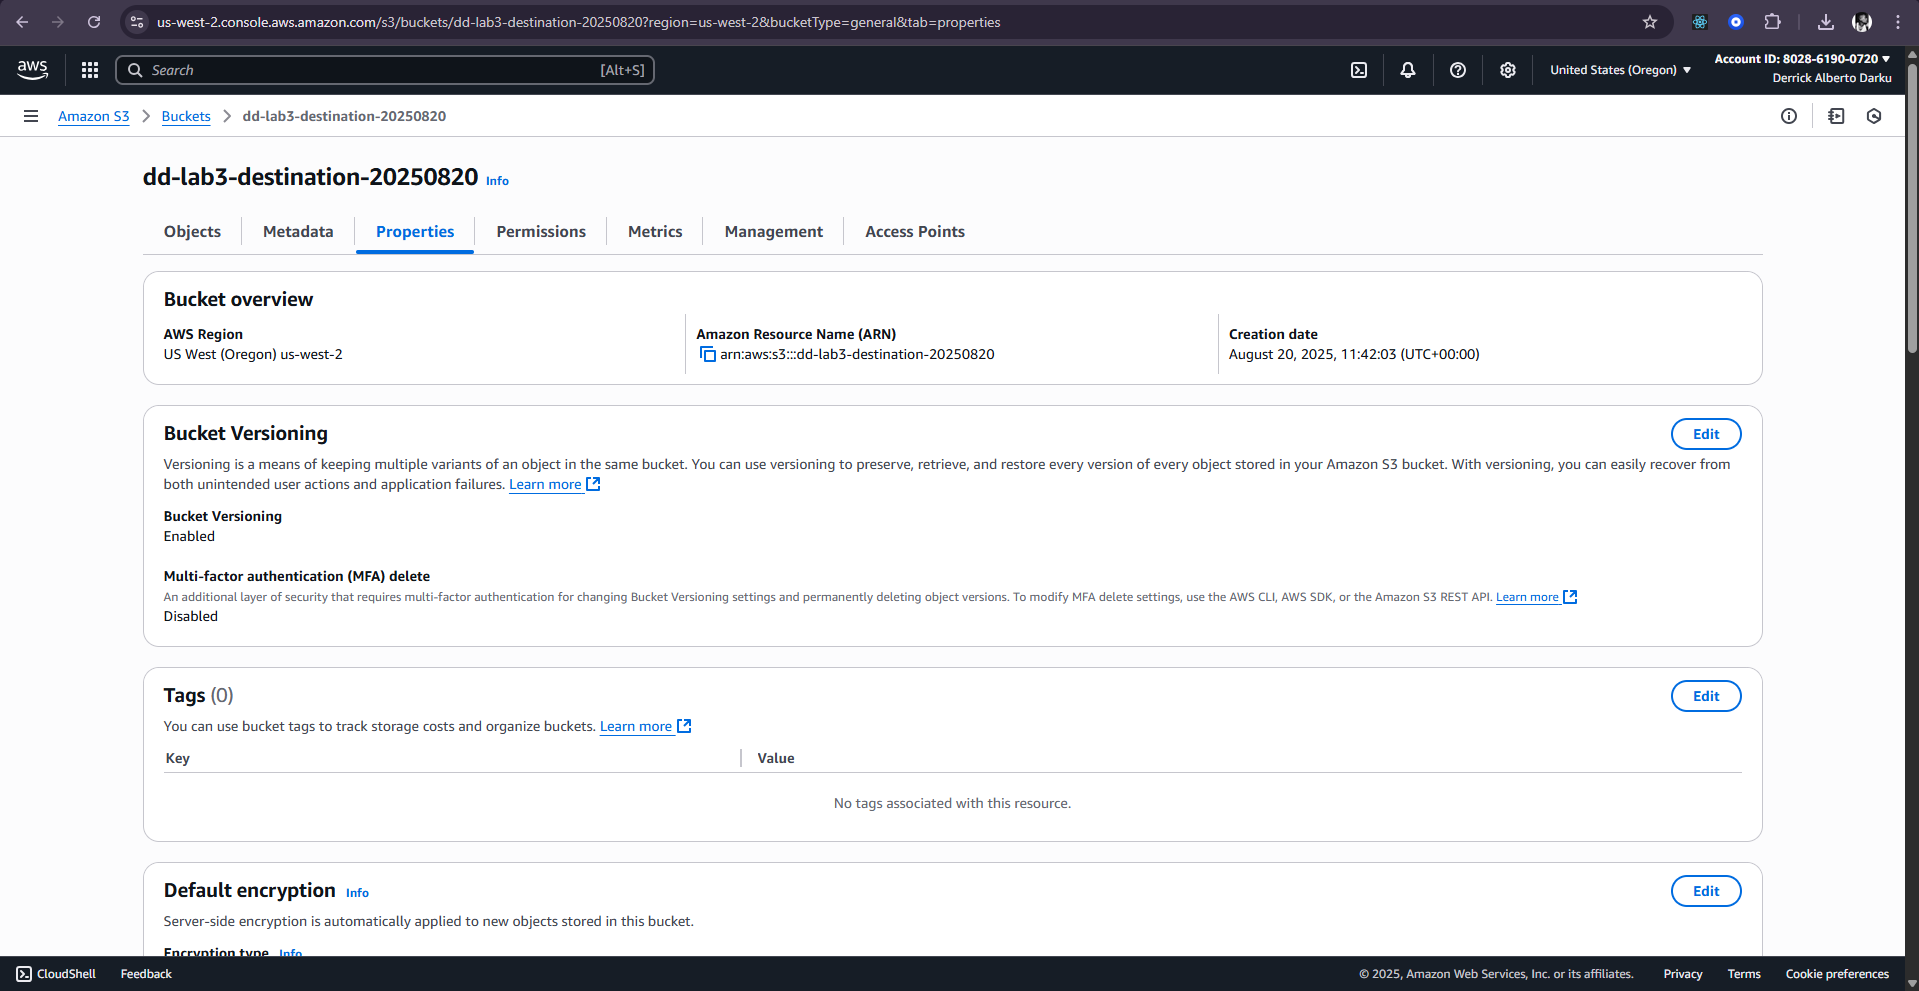 us-west-2.console.aws.amazon.com/s3/buckets/dd-lab3-destination-20250820?region=us-west-2&bucketType=general&tab=properties
aws
Search [Alt+S]
United States (Oregon)
Account ID: 8028-6190-0720
Derrick Alberto Darku
Amazon S3 > Buckets > dd-lab3-destination-20250820
dd-lab3-destination-20250820 Info
Objects Metadata Properties Permissions Metrics Management Access Points
Bucket overview
AWS Region
US West (Oregon) us-west-2
Amazon Resource Name (ARN)
arn:aws:s3:::dd-lab3-destination-20250820
Creation date
August 20, 2025, 11:42:03 (UTC+00:00)
Bucket Versioning
Edit
Versioning is a means of keeping multiple variants of an object in the same bucket. You can use versioning to preserve, retrieve, and restore every version of every object stored in your Amazon S3 bucket. With versioning, you can easily recover from
both unintended user actions and application failures. Learn more
Bucket Versioning
Enabled
Multi-factor authentication (MFA) delete
An additional layer of security that requires multi-factor authentication for changing Bucket Versioning settings and permanently deleting object versions. To modify MFA delete settings, use the AWS CLI, AWS SDK, or the Amazon S3 REST API. Learn more
Disabled
Tags (0)
Edit
You can use bucket tags to track storage costs and organize buckets. Learn more
Key Value
No tags associated with this resource.
Default encryption Info
Edit
Server-side encryption is automatically applied to new objects stored in this bucket.
Encryption type Info
CloudShell Feedback © 2025, Amazon Web Services, Inc. or its affiliates. Privacy Terms Cookie preferences